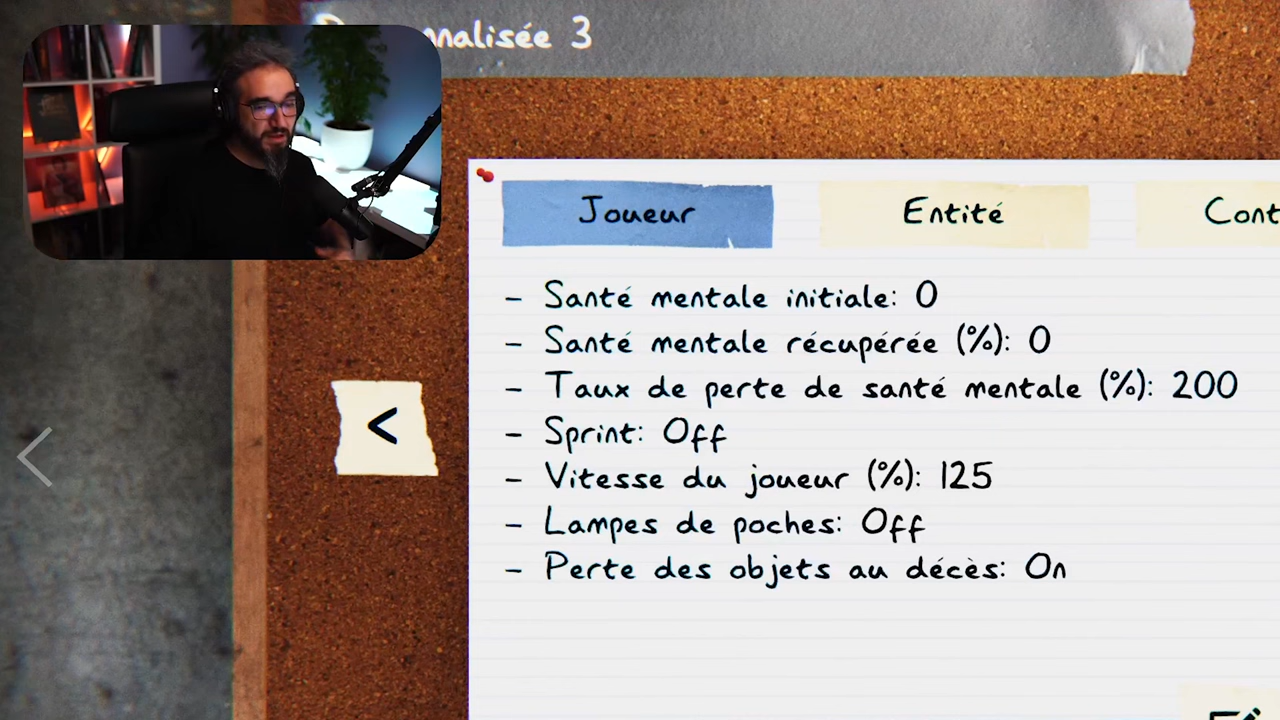 nnalisée 3
Joueur
Entité
Cont
- Santé mentale initiale: 0
- Santé mentale récupérée (%): 0
- Taux de perte de santé mentale (%): 200
- Sprint: Off
- Vitesse du joueur (%): 125
- Lampes de poches: Off
- Perte des objets au décès: On
<